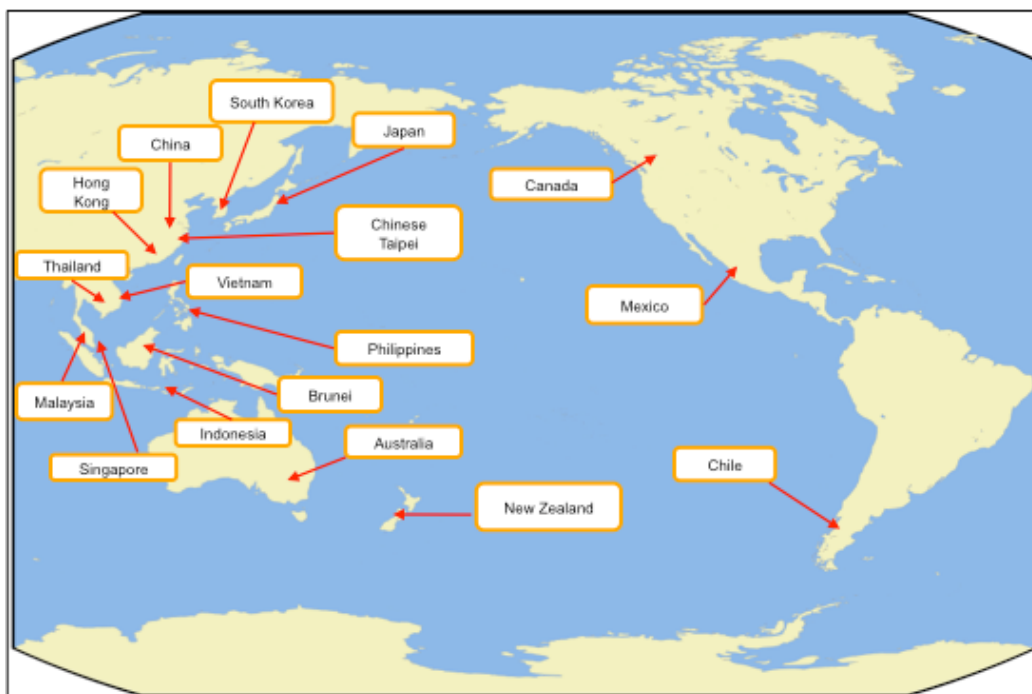 South Korea
Japan
China
Hong
Kong
Canada
Chinese
Taipei
Thailand
Vietnam
Mexico
Philippines
Brunei
Malaysia
Indonesia
Australia
Singapore
Chile
New Zealand